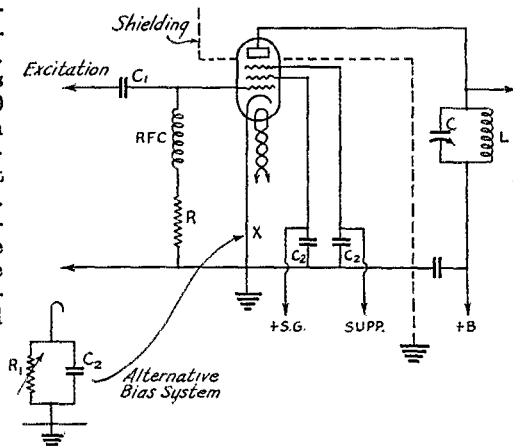 Shielding
Excitation
C1
RFC
R
C
L
X
C2
C2
+S.G.
SUPP.
+B
R1
C2
Alternative
Bias System